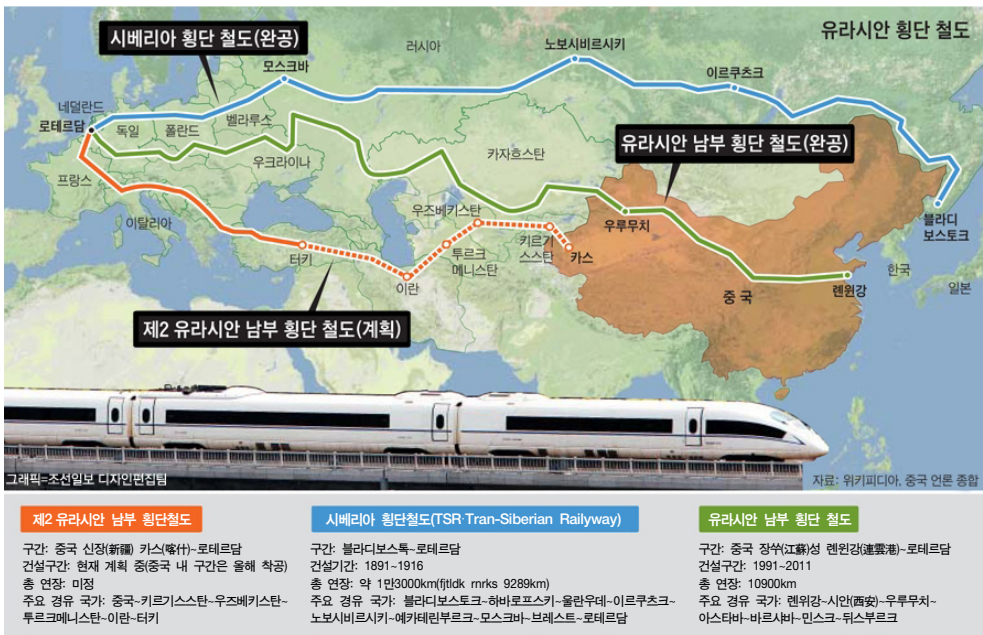 유라시안 횡단 철도
시베리아 횡단 철도(완공)
러시아
노보시비르시키
모스크바
이르쿠츠크
네덜란드
로테르담
독일
폴란드
벨라루스
유라시안 남부 횡단 철도(완공)
카자흐스탄
우크라이나
프랑스
이탈리아
우즈베키스탄
우루무치
블라디
보스토크
터키
투르크
메니스탄
키르기
스스탄
카스
이란
중 국
롄윈강
한국
일본
제2 유라시안 남부 횡단 철도(계획)
그래픽=조선일보 디자인편집팀
자료: 위키피디아, 중국 언론 종합
제2 유라시안 남부 횡단철도
구간: 중국 신장(新疆) 카스(喀什)~로테르담
건설구간: 현재 계획 중(중국 내 구간은 올해 착공)
총 연장: 미정
주요 경유 국가: 중국~키르기스스탄~우즈베키스탄~
투르크메니스탄~이란~터키
시베리아 횡단철도(TSR·Tran-Siberian Railyway)
구간: 블라디보스톡~로테르담
건설기간: 1891~1916
총 연장: 약 1만3000km(fjtldk rnrks 9289km)
주요 경유 국가: 블라디보스토크~하바로프스키~울란우데~이르쿠츠크~
노보시비르시키~예카테린부르크~모스크바~브레스트~로테르담
유라시안 남부 횡단 철도
구간: 중국 장쑤(江蘇)성 롄윈강(連雲港)~로테르담
건설구간: 1991~2011
총 연장: 10900km
주요 경유 국가: 롄위강~시안(西安)~우루무치~
아스타바~바르샤바~민스크~뒤스부르크